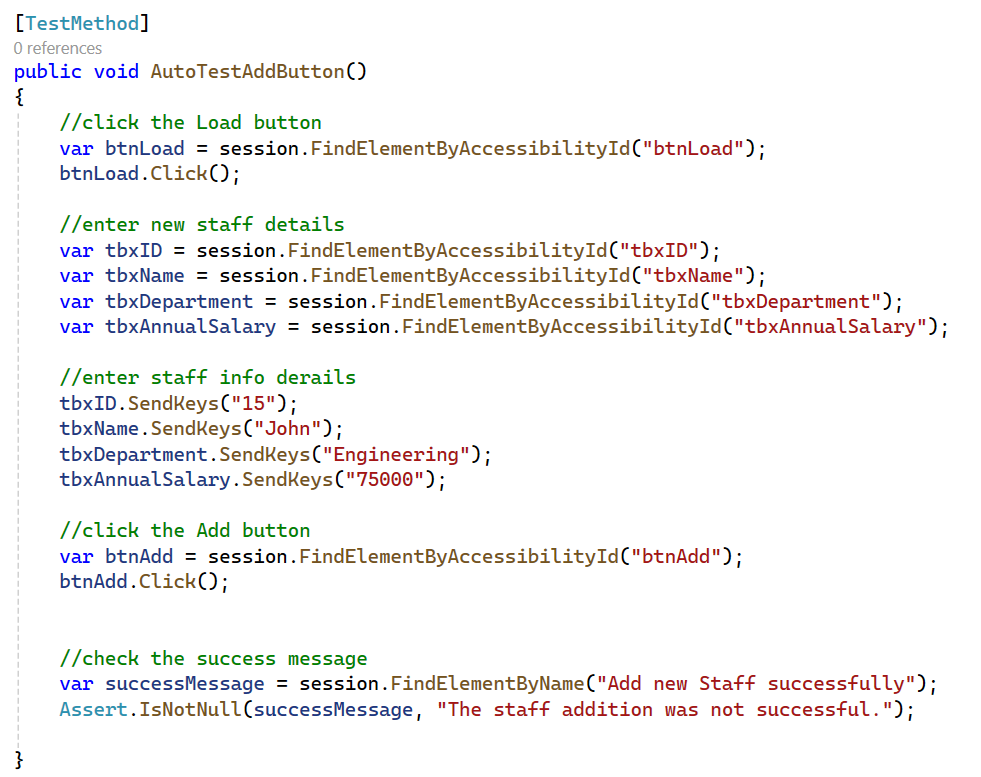 [TestMethod]
0 references
public void AutoTestAddButton()
{
//click the Load button
var btnLoad = session.FindElementByAccessibilityId("btnLoad");
btnLoad.Click();
//enter new staff details
var tbxID = session.FindElementByAccessibilityId("tbxID");
var tbxName = session.FindElementByAccessibilityId("tbxName");
var tbxDepartment = session.FindElementByAccessibilityId("tbxDepartment");
var tbxAnnualSalary = session.FindElementByAccessibilityId("tbxAnnualSalary");
//enter staff info derails
tbxID.SendKeys("15");
tbxName.SendKeys("John");
tbxDepartment.SendKeys("Engineering");
tbxAnnualSalary.SendKeys("75000");
//click the Add button
var btnAdd = session.FindElementByAccessibilityId("btnAdd");
btnAdd.Click();
//check the success message
var successMessage = session.FindElementByName("Add new Staff successfully");
Assert.IsNotNull(successMessage, "The staff addition was not successful.");
}